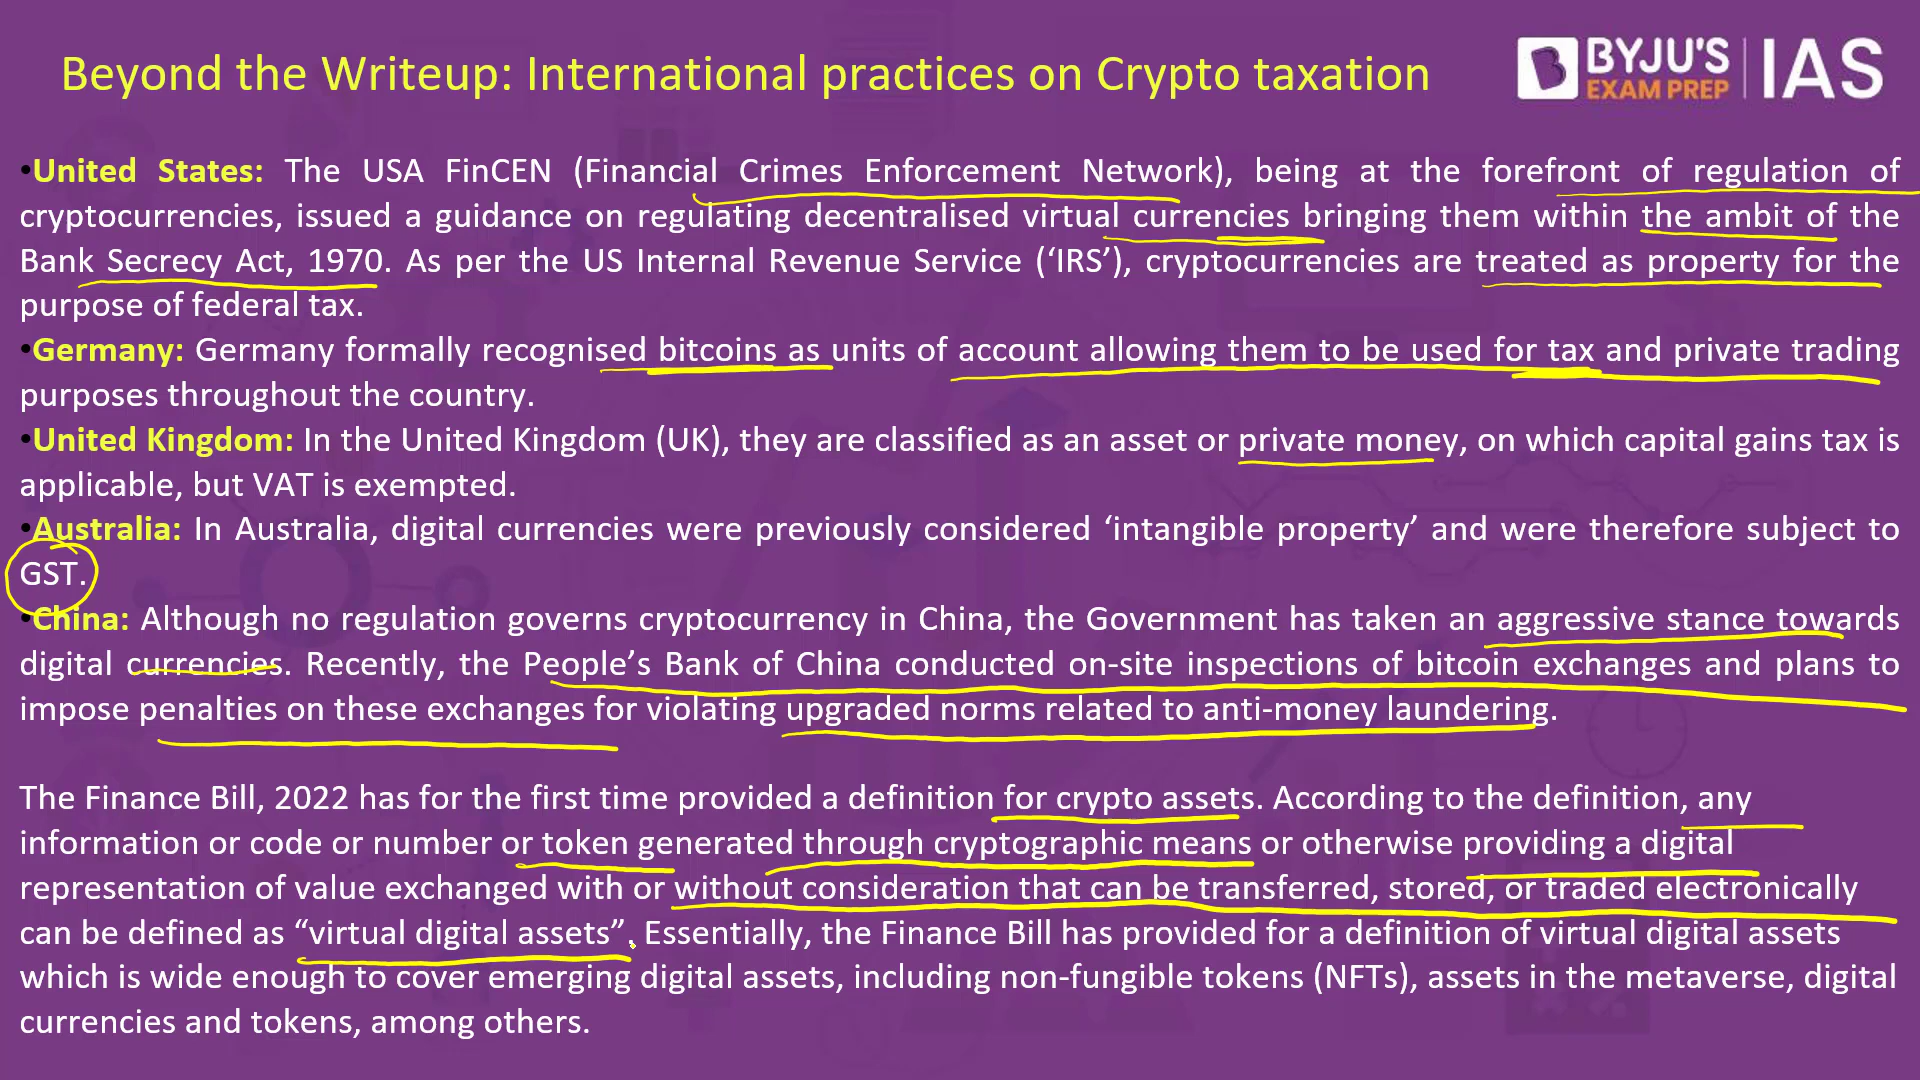 Beyond the Writeup: International practices on Crypto taxation
BYJU'S
EXAM PREP
IAS
•United States: The USA FinCEN (Financial Crimes Enforcement Network), being at the forefront of regulation of
cryptocurrencies, issued a guidance on regulating decentralised virtual currencies bringing them within the ambit of the
Bank Secrecy Act, 1970. As per the US Internal Revenue Service (‘IRS’), cryptocurrencies are treated as property for the
purpose of federal tax.
•Germany: Germany formally recognised bitcoins as units of account allowing them to be used for tax and private trading
purposes throughout the country.
•United Kingdom: In the United Kingdom (UK), they are classified as an asset or private money, on which capital gains tax is
applicable, but VAT is exempted.
•Australia: In Australia, digital currencies were previously considered ‘intangible property’ and were therefore subject to
GST.
•China: Although no regulation governs cryptocurrency in China, the Government has taken an aggressive stance towards
digital currencies. Recently, the People’s Bank of China conducted on-site inspections of bitcoin exchanges and plans to
impose penalties on these exchanges for violating upgraded norms related to anti-money laundering.
The Finance Bill, 2022 has for the first time provided a definition for crypto assets. According to the definition, any
information or code or number or token generated through cryptographic means or otherwise providing a digital
representation of value exchanged with or without consideration that can be transferred, stored, or traded electronically
can be defined as “virtual digital assets”. Essentially, the Finance Bill has provided for a definition of virtual digital assets
which is wide enough to cover emerging digital assets, including non-fungible tokens (NFTs), assets in the metaverse, digital
currencies and tokens, among others.